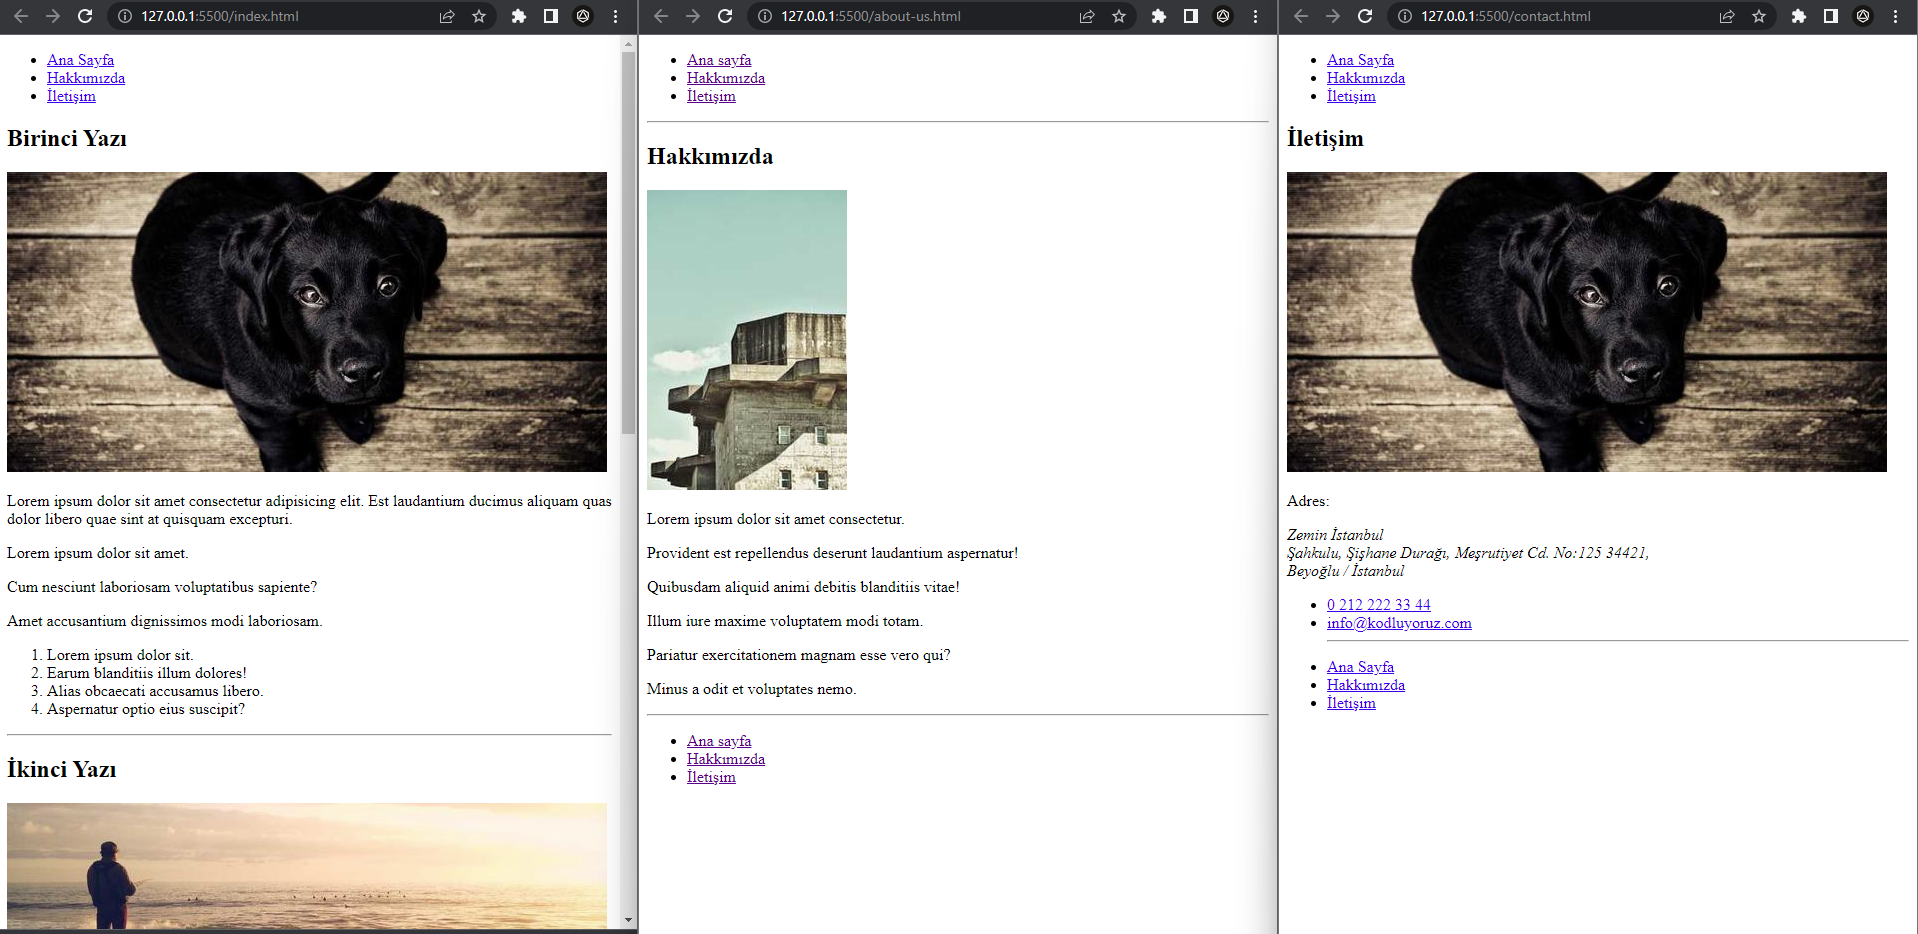 127.0.0.1:5500/index.html
Ana Sayfa
Hakkımızda
İletişim
Birinci Yazı
Lorem ipsum dolor sit amet consectetur adipisicing elit. Est laudantium ducimus aliquam quas
dolor libero quae sint at quisquam excepturi.
Lorem ipsum dolor sit amet.
Cum nesciunt laboriosam voluptatibus sapiente?
Amet accusantium dignissimos modi laboriosam.
1. Lorem ipsum dolor sit.
2. Earum blanditiis illum dolores!
3. Alias obcaecati accusamus libero.
4. Aspernatur optio eius suscipit?
İkinci Yazı
127.0.0.1:5500/about-us.html
Ana sayfa
Hakkımızda
İletişim
Hakkımızda
Lorem ipsum dolor sit amet consectetur.
Provident est repellendus deserunt laudantium aspernatur!
Quibusdam aliquid animi debitis blanditiis vitae!
Illum iure maxime voluptatem modi totam.
Pariatur exercitationem magnam esse vero qui?
Minus a odit et voluptates nemo.
Ana sayfa
Hakkımızda
İletişim
127.0.0.1:5500/contact.html
Ana Sayfa
Hakkımızda
İletişim
İletişim
Adres:
Zemin İstanbul
Şahkulu, Şişhane Durağı, Meşrutiyet Cd. No:125 34421,
Beyoğlu / İstanbul
0 212 222 33 44
info@kodluyoruz.com
Ana Sayfa
Hakkımızda
İletişim